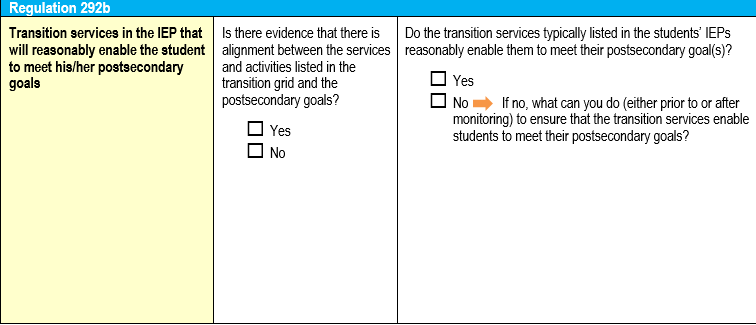 Regulation 292b
Transition services in the IEP that
will reasonably enable the student
to meet his/her postsecondary
goals
Is there evidence that there is
alignment between the services
and activities listed in the
transition grid and the
postsecondary goals?
Yes
No
Do the transition services typically listed in the students' IEPs
reasonably enable them to meet their postsecondary goal(s)?
Yes
No If no, what can you do (either prior to or after
monitoring) to ensure that the transition services enable
students to meet their postsecondary goals?